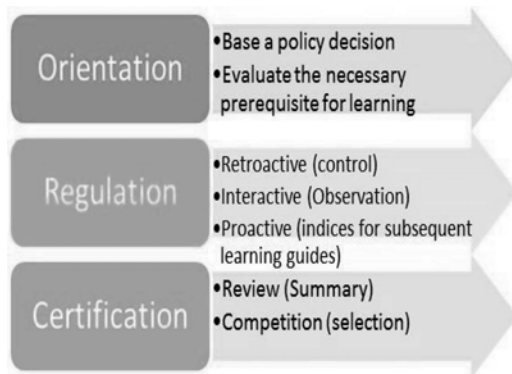 Orientation
•Base a policy decision
•Evaluate the necessary
prerequisite for learning
Regulation
•Retroactive (control)
•Interactive (Observation)
•Proactive (indices for subsequent
learning guides)
Certification
•Review (Summary)
•Competition (selection)